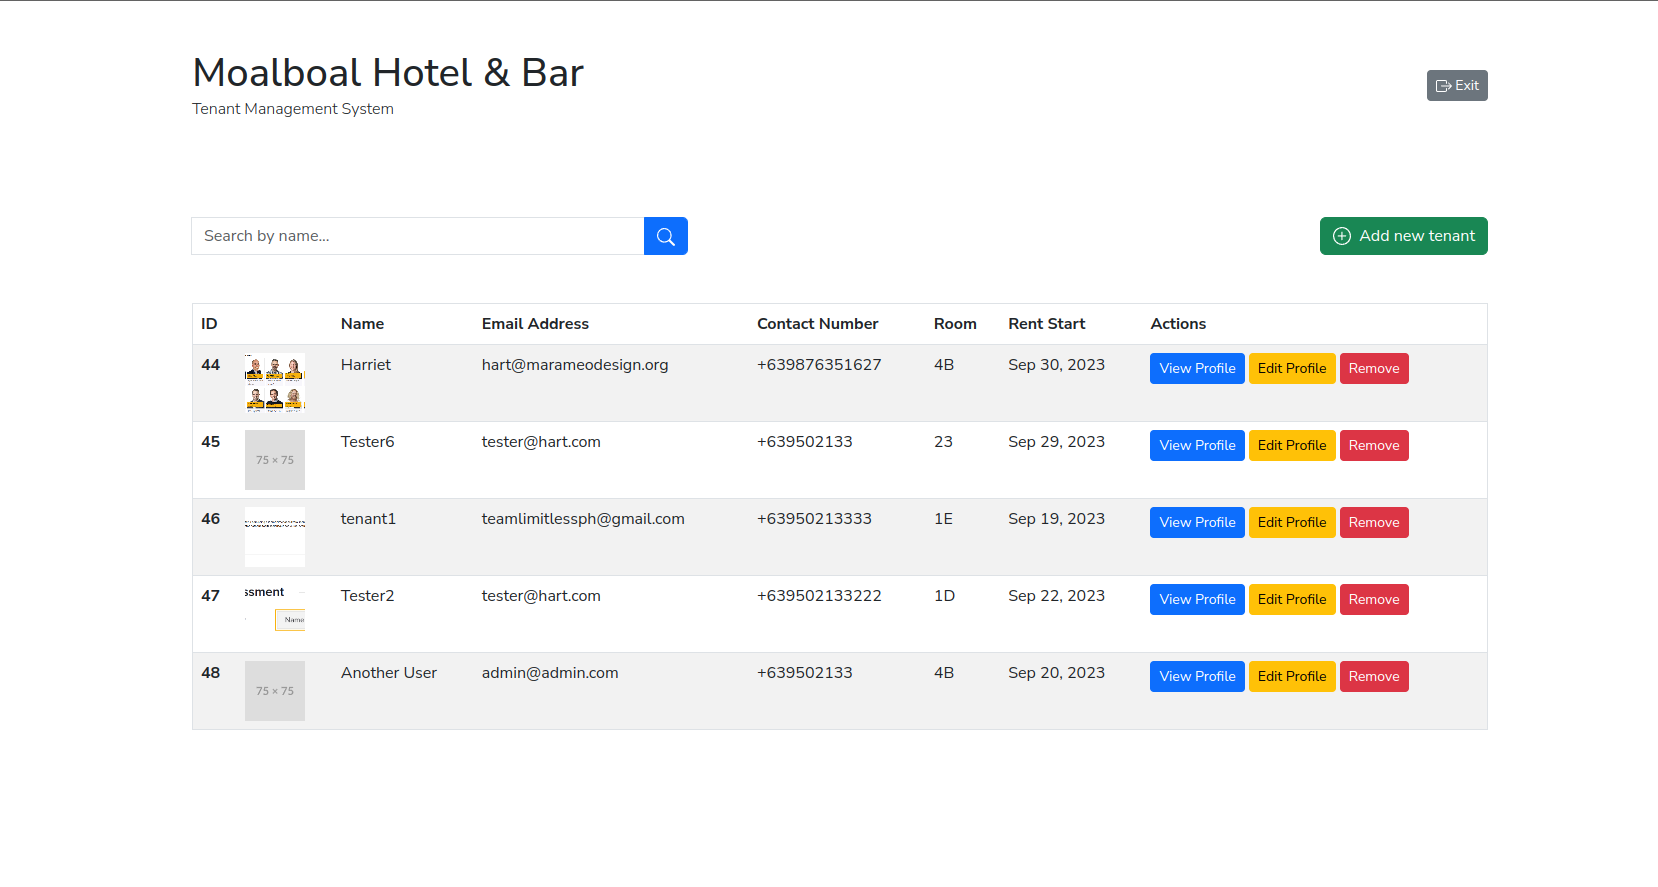 Moalboal Hotel & Bar
Tenant Management System
Exit
Search by name...
Add new tenant
ID Name Email Address Contact Number Room Rent Start Actions
44 Harriet hart@marameodesign.org +639876351627 4B Sep 30, 2023 View Profile Edit Profile Remove
45 75 × 75 Tester6 tester@hart.com +639502133 23 Sep 29, 2023 View Profile Edit Profile Remove
46 tenant1 teamlimitlessph@gmail.com +63950213333 1E Sep 19, 2023 View Profile Edit Profile Remove
47 ssment Name Tester2 tester@hart.com +639502133222 1D Sep 22, 2023 View Profile Edit Profile Remove
48 75 × 75 Another User admin@admin.com +639502133 4B Sep 20, 2023 View Profile Edit Profile Remove